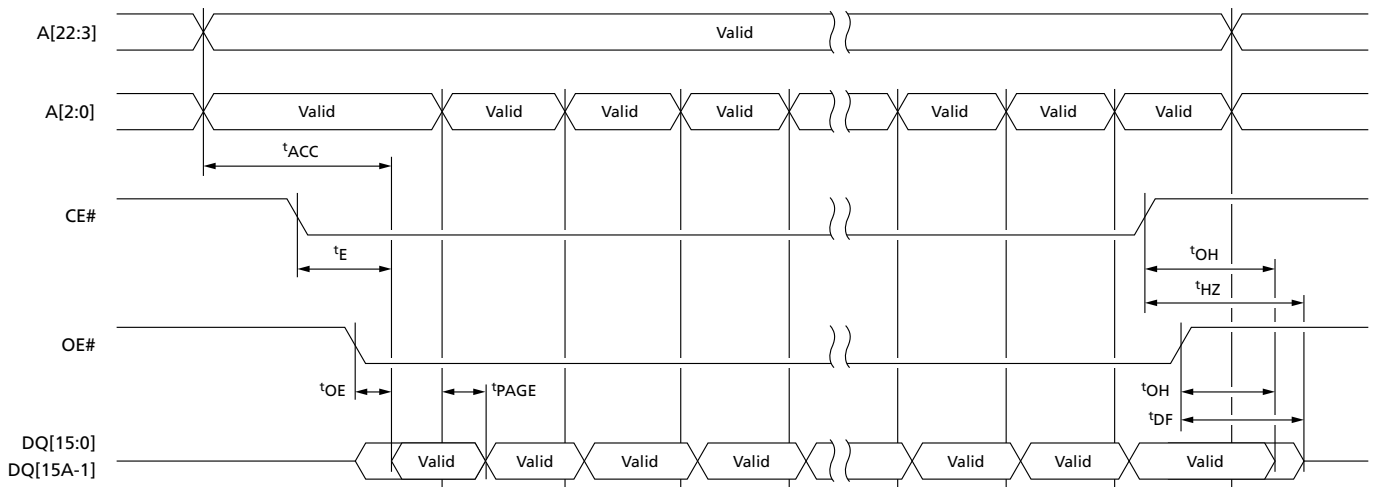 A[22:3]
Valid
A[2:0]
Valid Valid Valid Valid Valid Valid Valid
tACC
CE#
tE
tOH
tHZ
OE#
tOE
tPAGE
tOH
tDF
DQ[15:0]
DQ[15A-1]
Valid Valid Valid Valid Valid Valid Valid